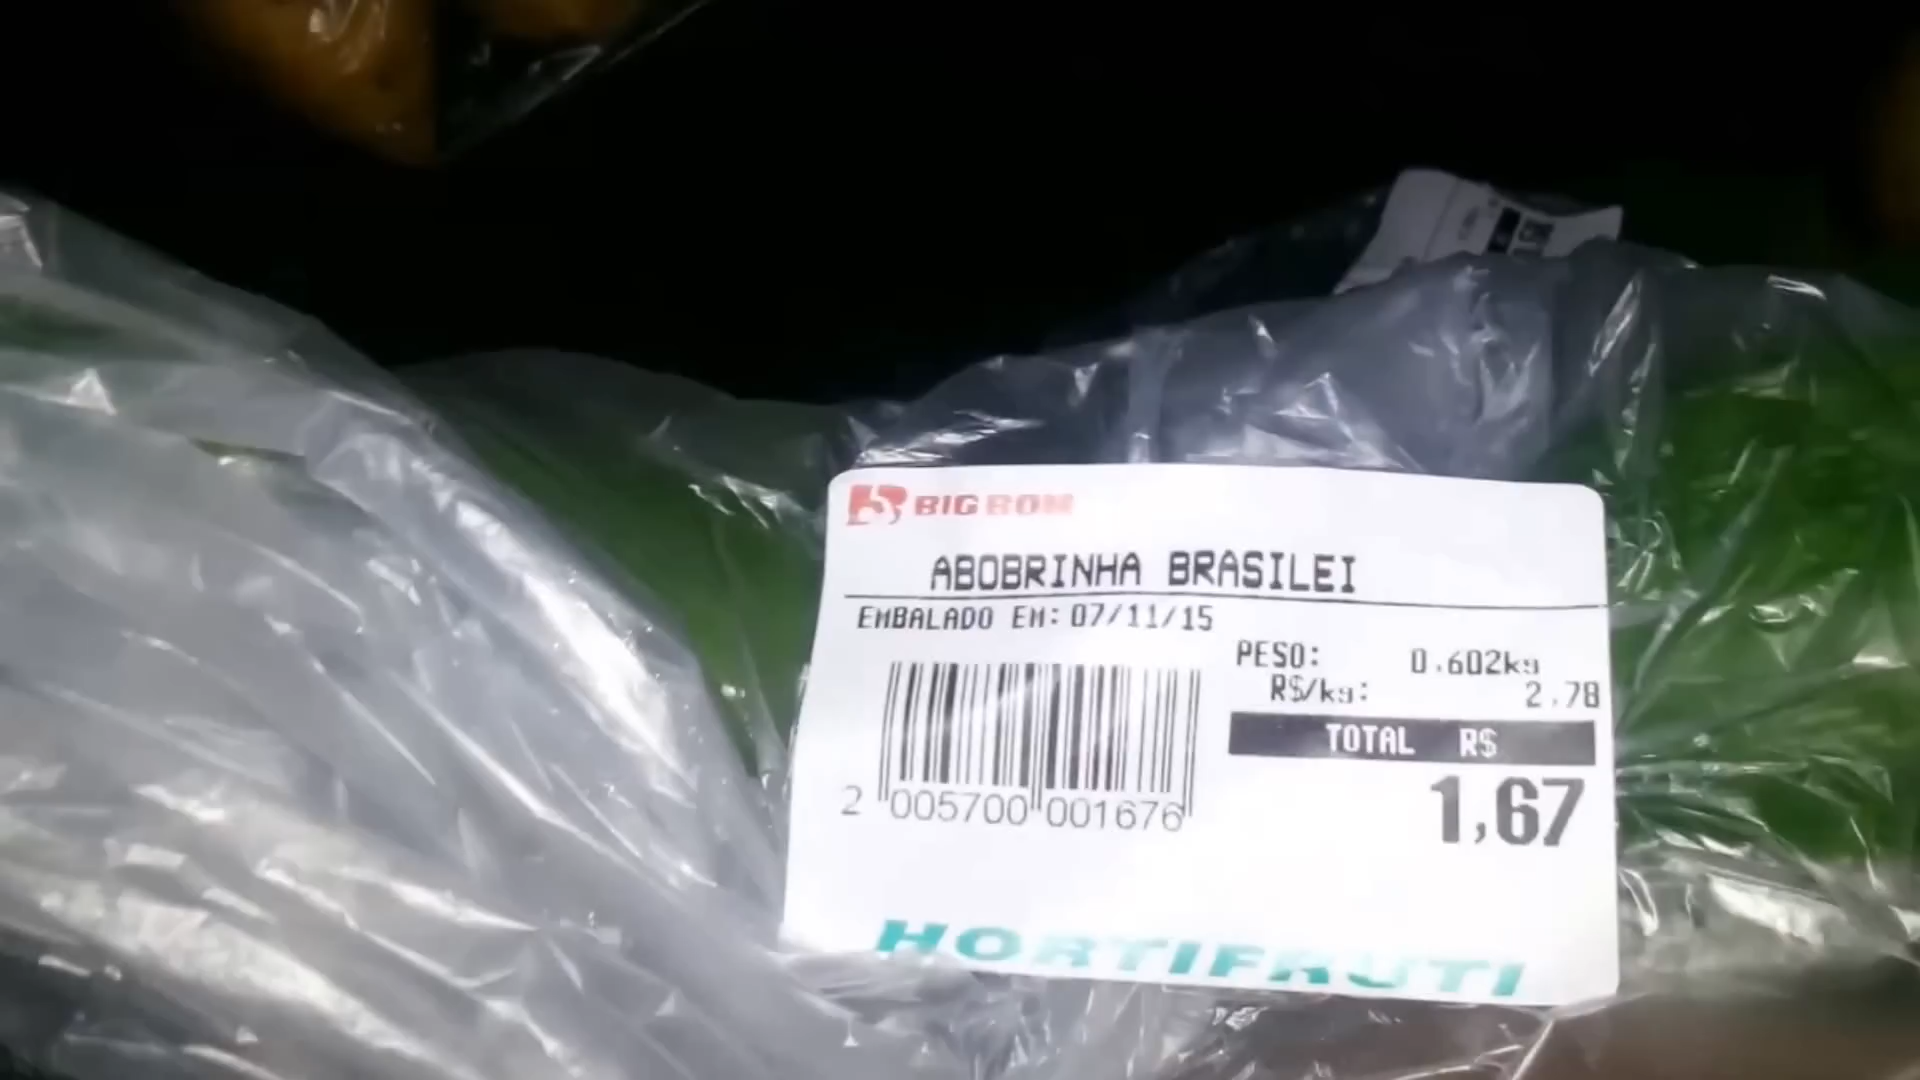 BIG BOM
ABOBRINHA BRASILEI
EMBALADO EM: 07/11/15
PESO: 0.602kg
R$/kg: 2,78
TOTAL R$
1,67
2 005700 001676
HORTIFRUTI